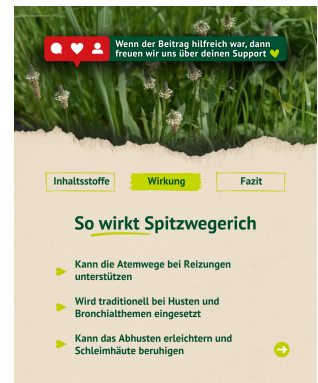 Wenn der Beitrag hilfreich war, dann
freuen wir uns über deinen Support
Inhaltsstoffe
Wirkung
Fazit
So wirkt Spitzwegerich
Kann die Atemwege bei Reizungen
unterstützen
Wird traditionell bei Husten und
Bronchialthemen eingesetzt
Kann das Abhusten erleichtern und
Schleimhäute beruhigen